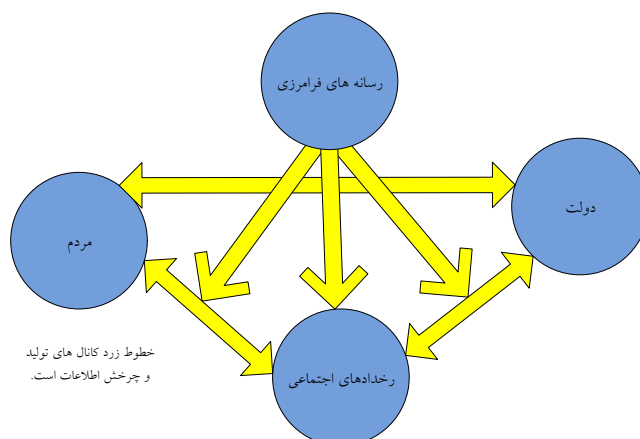 رسانه های فرامرزی
دولت
مردم
رخدادهای اجتماعی
خطوط زرد کانال های تولید
و چرخش اطلاعات است.